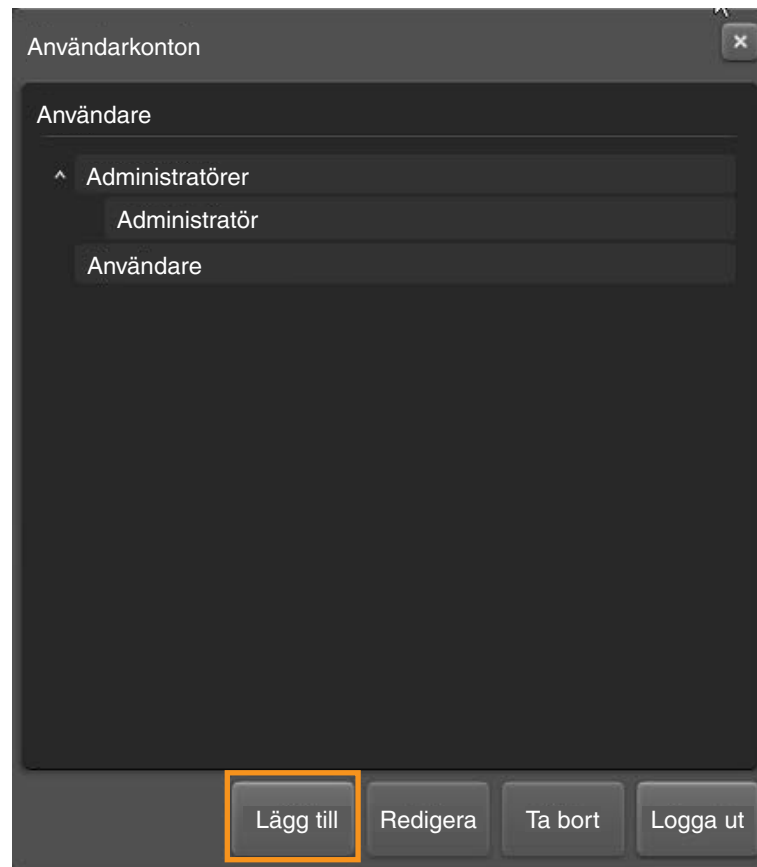 Användarkonton
Användare
Administratörer
Administratör
Användare
Lägg till Redigera Ta bort Logga ut